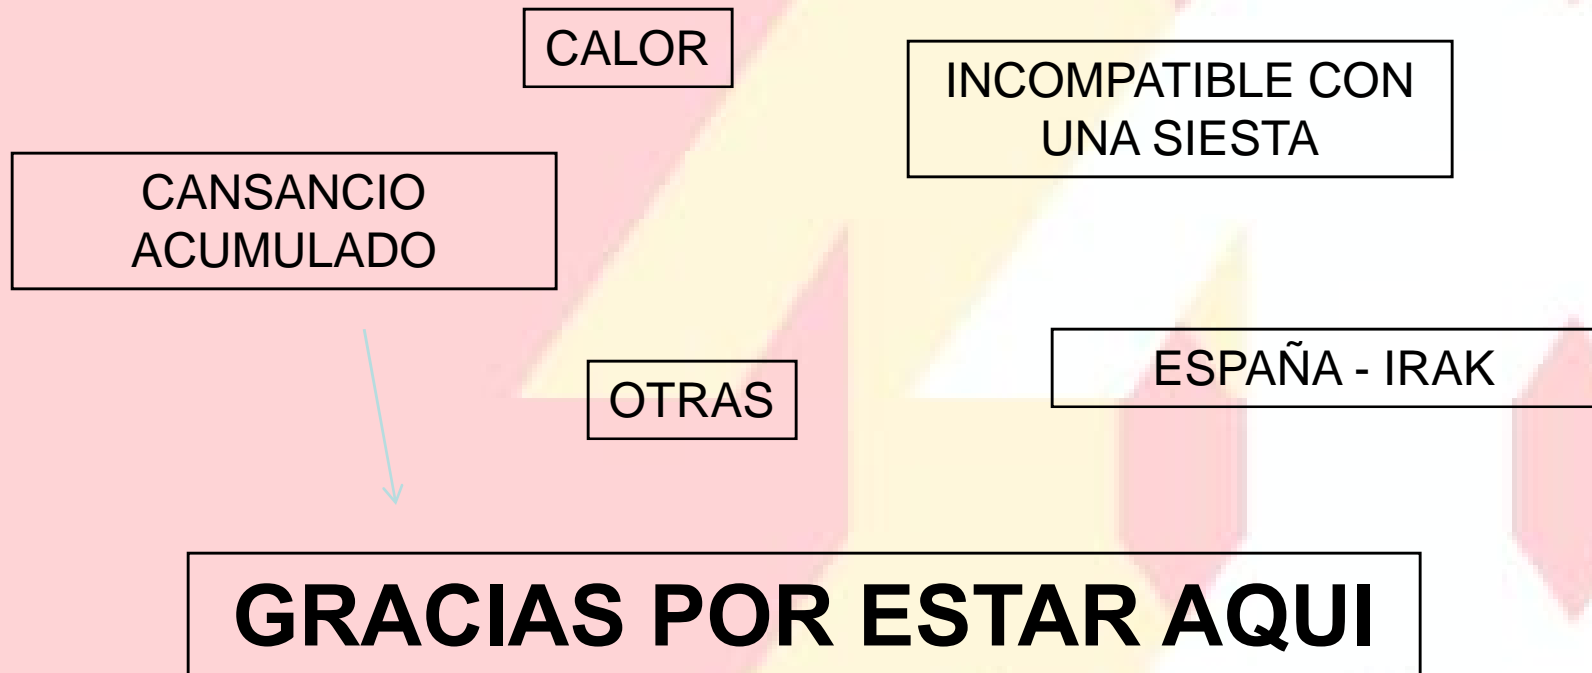 CALOR
INCOMPATIBLE CON
UNA SIESTA
CANSANCIO
ACUMULADO
OTRAS
ESPAÑA - IRAK
GRACIAS POR ESTAR AQUI